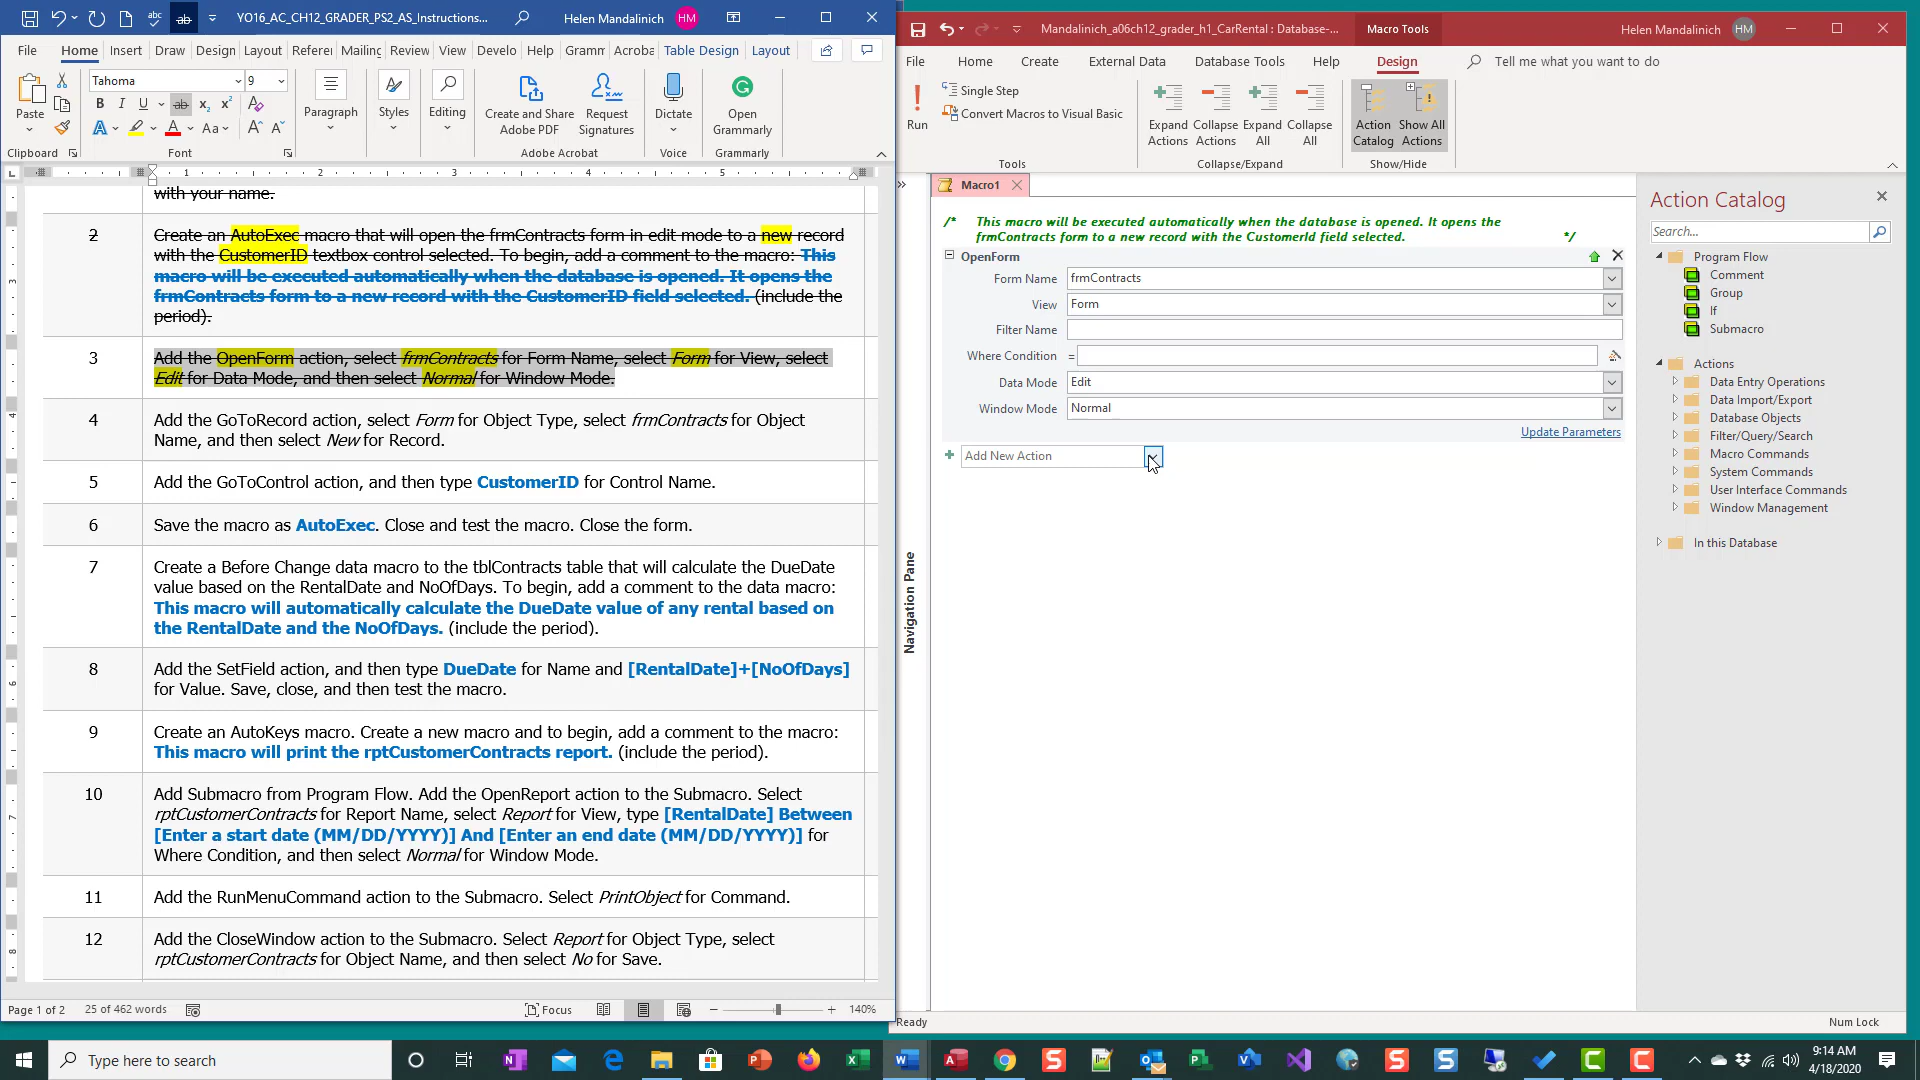 YO16_AC_CH12_GRADER_PS2_AS_Instructions...
Helen Mandalinich
HM
File
Home
Insert
Draw
Design
Layout
Referen
Mailing
Review
View
Develo
Help
Gramm
Acroba
Table Design
Layout
Paste
Clipboard
Tahoma
9
Font
Paragraph
Styles
Editing
Create and Share
Adobe PDF
Request
Signatures
Adobe Acrobat
Dictate
Voice
Open
Grammarly
Grammarly
with your name.
2
Create an AutoExec macro that will open the frmContracts form in edit mode to a new record
with the CustomerID textbox control selected. To begin, add a comment to the macro: This
macro will be executed automatically when the database is opened. It opens the
frmContracts form to a new record with the CustomerID field selected. (include the
period).
3
Add the OpenForm action, select frmContracts for Form Name, select Form for View, select
Edit for Data Mode, and then select Normal for Window Mode.
4
Add the GoToRecord action, select Form for Object Type, select frmContracts for Object
Name, and then select New for Record.
5
Add the GoToControl action, and then type CustomerID for Control Name.
6
Save the macro as AutoExec. Close and test the macro. Close the form.
7
Create a Before Change data macro to the tblContracts table that will calculate the DueDate
value based on the RentalDate and NoOfDays. To begin, add a comment to the data macro:
This macro will automatically calculate the DueDate value of any rental based on
the RentalDate and the NoOfDays. (include the period).
8
Add the SetField action, and then type DueDate for Name and [RentalDate]+[NoOfDays]
for Value. Save, close, and then test the macro.
9
Create an AutoKeys macro. Create a new macro and to begin, add a comment to the macro:
This macro will print the rptCustomerContracts report. (include the period).
10
Add Submacro from Program Flow. Add the OpenReport action to the Submacro. Select
rptCustomerContracts for Report Name, select Report for View, type [RentalDate] Between
[Enter a start date (MM/DD/YYYY)] And [Enter an end date (MM/DD/YYYY)] for
Where Condition, and then select Normal for Window Mode.
11
Add the RunMenuCommand action to the Submacro. Select PrintObject for Command.
12
Add the CloseWindow action to the Submacro. Select Report for Object Type, select
rptCustomerContracts for Object Name, and then select No for Save.
Page 1 of 2
25 of 462 words
Focus
140%
Mandalinich_a06ch12_grader_h1_CarRental : Database-...
Macro Tools
Helen Mandalinich
HM
File
Home
Create
External Data
Database Tools
Help
Design
Tell me what you want to do
Run
Single Step
Convert Macros to Visual Basic
Tools
Expand
Actions
Collapse
Actions
Expand
All
Collapse
All
Collapse/Expand
Action
Catalog
Show All
Actions
Show/Hide
Navigation Pane
Macro1
/* This macro will be executed automatically when the database is opened. It opens the
frmContracts form to a new record with the CustomerId field selected. */
OpenForm
Form Name frmContracts
View Form
Filter Name
Where Condition =
Data Mode Edit
Window Mode Normal
Update Parameters
Add New Action
Action Catalog
Search...
Program Flow
Comment
Group
If
Submacro
Actions
Data Entry Operations
Data Import/Export
Database Objects
Filter/Query/Search
Macro Commands
System Commands
User Interface Commands
Window Management
In this Database
Ready
Num Lock
Type here to search
9:14 AM
4/18/2020